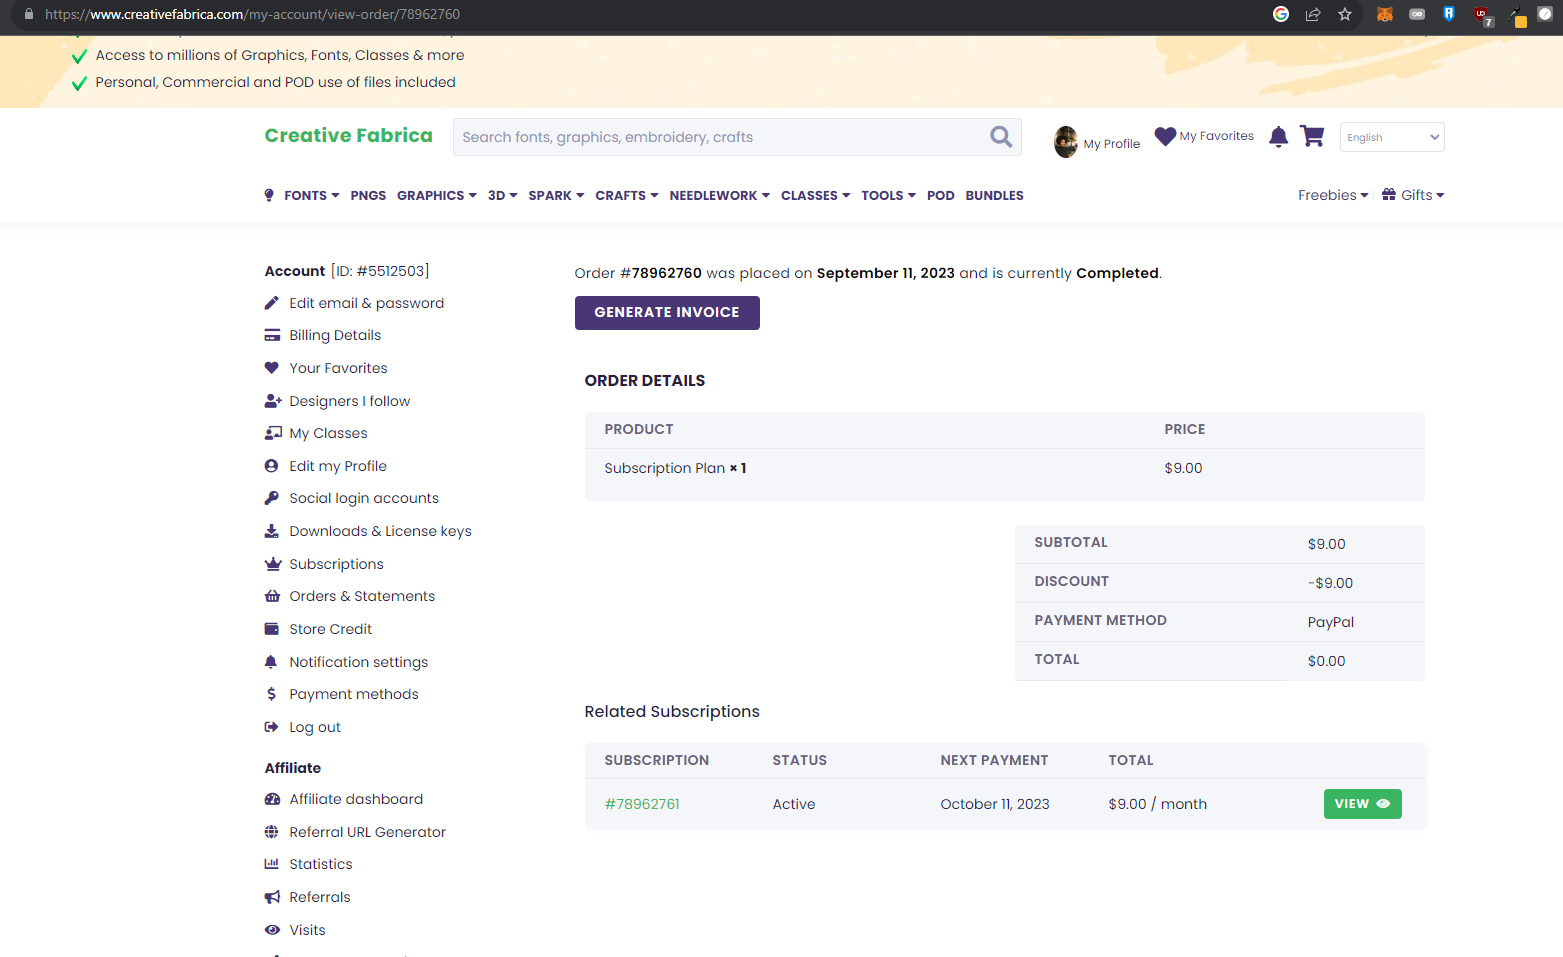 https://www.creativefabrica.com/my-account/view-order/78962760
Access to millions of Graphics, Fonts, Classes & more
Personal, Commercial and POD use of files included
Creative Fabrica
Search fonts, graphics, embroidery, crafts
My Profile
My Favorites
English
FONTS PNGS GRAPHICS 3D SPARK CRAFTS NEEDLEWORK CLASSES TOOLS POD BUNDLES
Freebies Gifts
Account [ID: #5512503]
Edit email & password
Billing Details
Your Favorites
Designers I follow
My Classes
Edit my Profile
Social login accounts
Downloads & License keys
Subscriptions
Orders & Statements
Store Credit
Notification settings
Payment methods
Log out
Affiliate
Affiliate dashboard
Referral URL Generator
Statistics
Referrals
Visits
Order #78962760 was placed on September 11, 2023 and is currently Completed.
GENERATE INVOICE
ORDER DETAILS
PRODUCT PRICE
Subscription Plan × 1 $9.00
SUBTOTAL $9.00
DISCOUNT -$9.00
PAYMENT METHOD PayPal
TOTAL $0.00
Related Subscriptions
SUBSCRIPTION STATUS NEXT PAYMENT TOTAL
#78962761 Active October 11, 2023 $9.00 / month VIEW